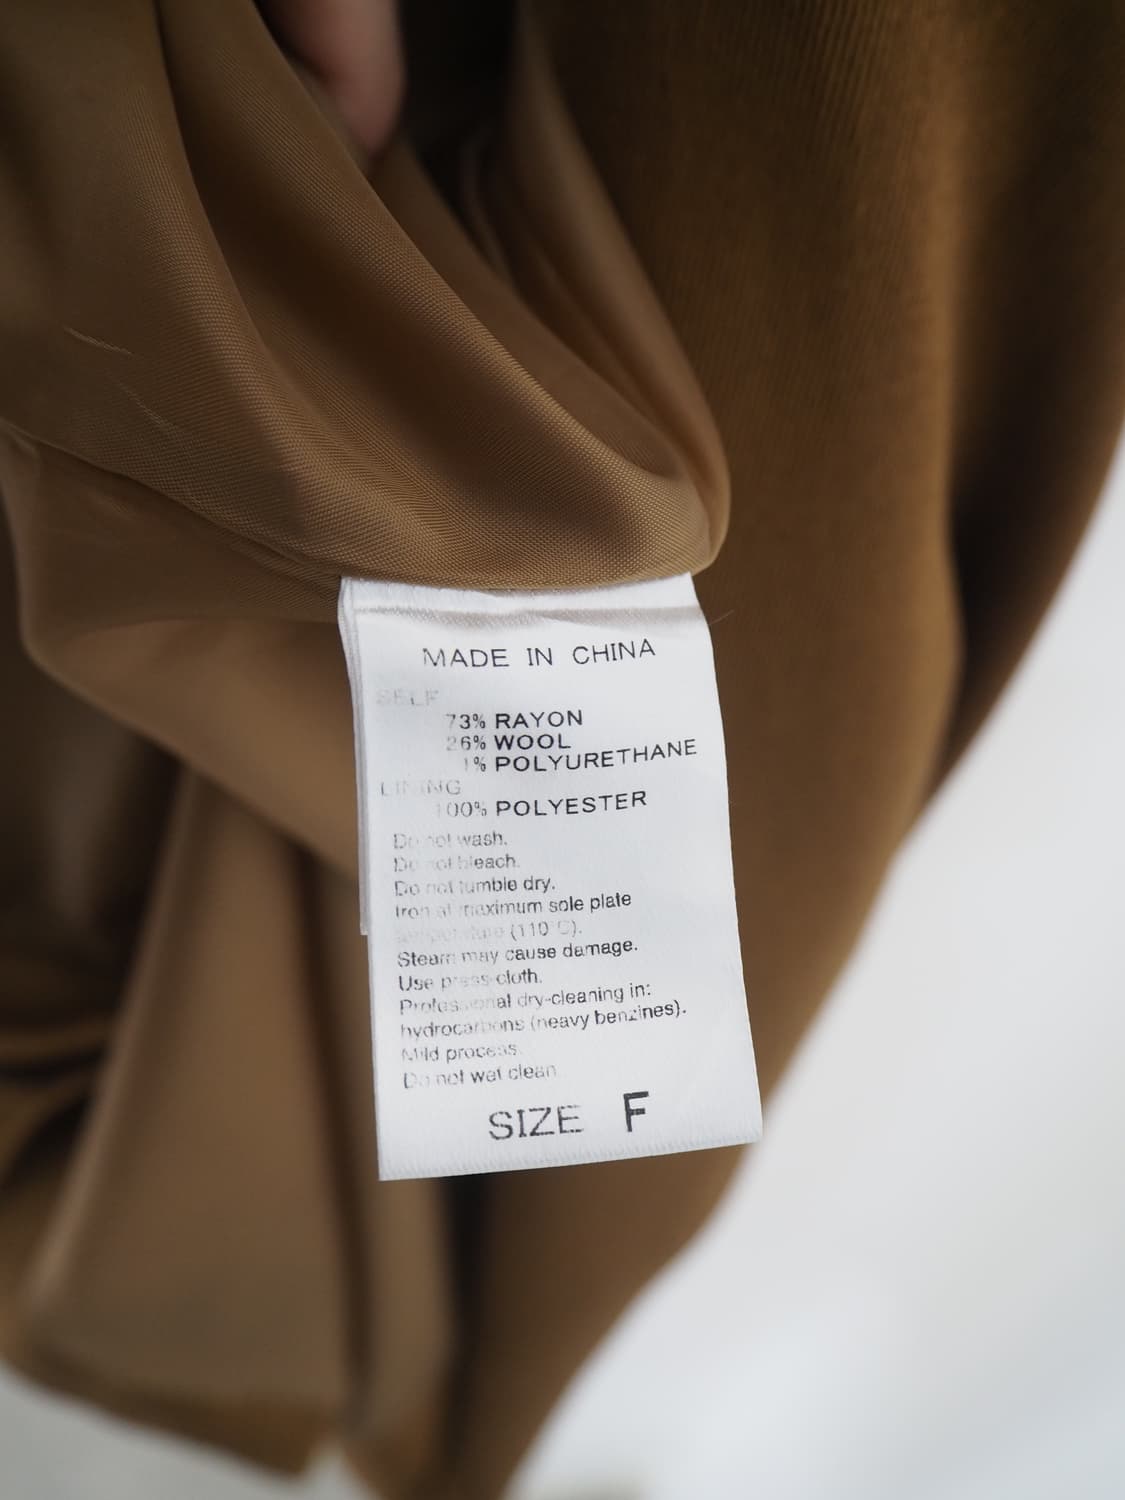 MADE IN CHINA
SELF
73% RAYON
26% WOOL
1% POLYURETHANE
LINING
100% POLYESTER
Do not wash.
Do not bleach.
Do not tumble dry.
Iron at maximum sole plate
temperature (110°C).
Steam may cause damage.
Use press-cloth.
Professional dry-cleaning in:
hydrocarbons (heavy benzines).
Mild process.
Do not wet clean
SIZE F